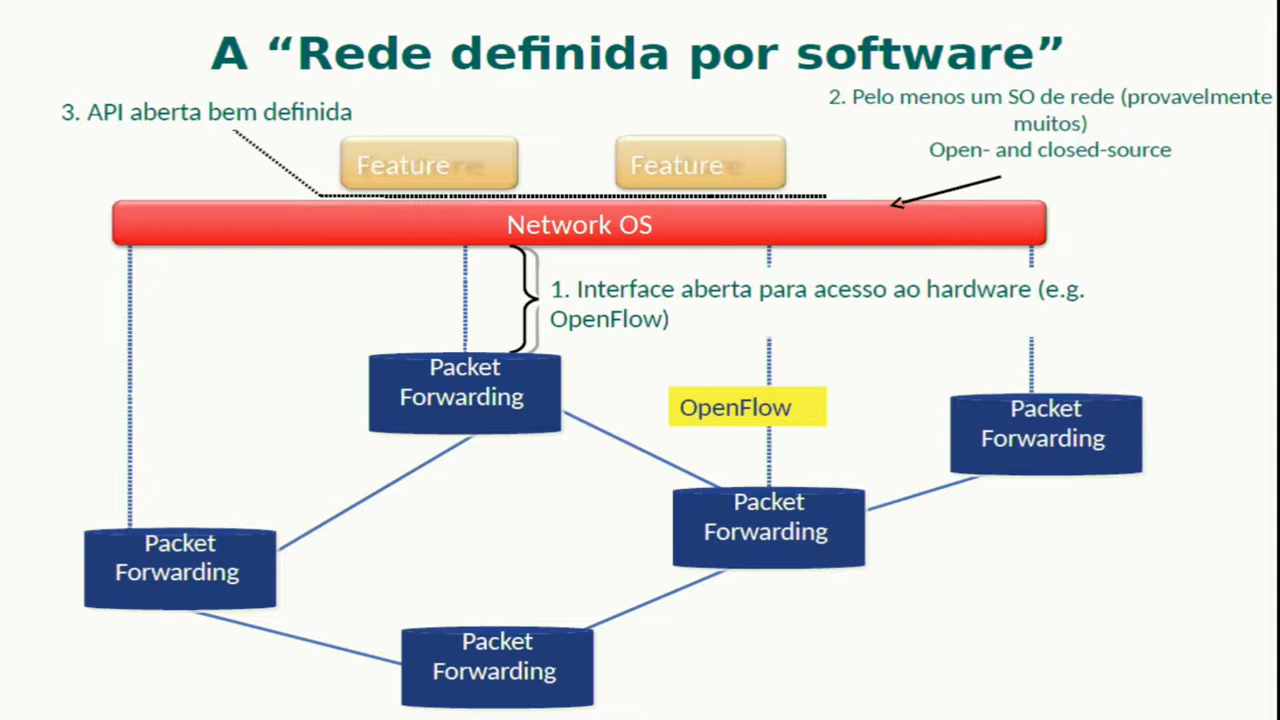 A “Rede definida por software”
3. API aberta bem definida
2. Pelo menos um SO de rede (provavelmente
muitos)
Open- and closed-source
Feature
Feature
Network OS
1. Interface aberta para acesso ao hardware (e.g.
OpenFlow)
Packet
Forwarding
OpenFlow
Packet
Forwarding
Packet
Forwarding
Packet
Forwarding
Packet
Forwarding